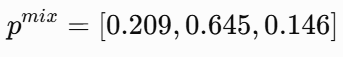 p^{mix} = [0.209, 0.645, 0.146]